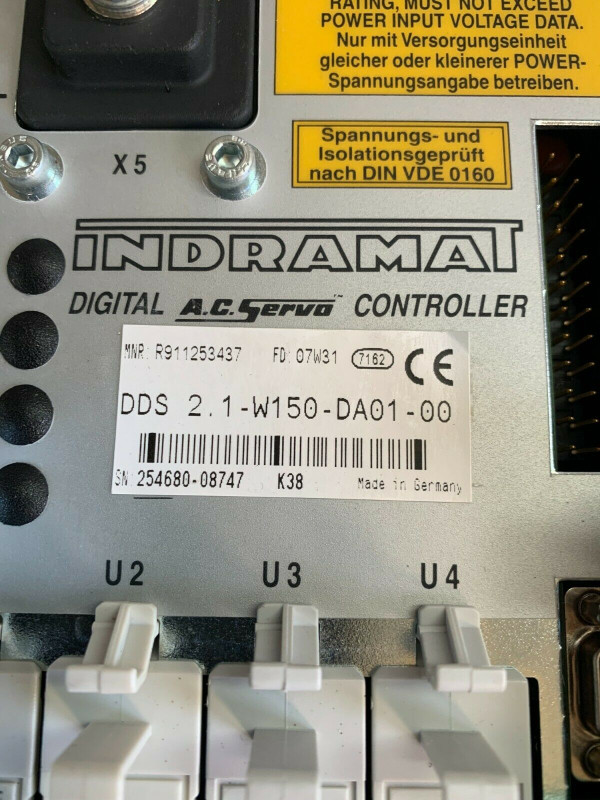 RATING, MUST NOT EXCEED
POWER INPUT VOLTAGE DATA.
Nur mit Versorgungseinheit
gleicher oder kleinerer POWER-
Spannungsangabe betreiben.
Spannungs- und
Isolationsgeprüft
nach DIN VDE 0160
X5
INDRAMAT
DIGITAL A.C. Servo™ CONTROLLER
MNR: R911253437 FD: 07W31 7162 CE
DDS 2.1-W150-DA01-00
SN 254680-08747 K38 Made in Germany
U2 U3 U4